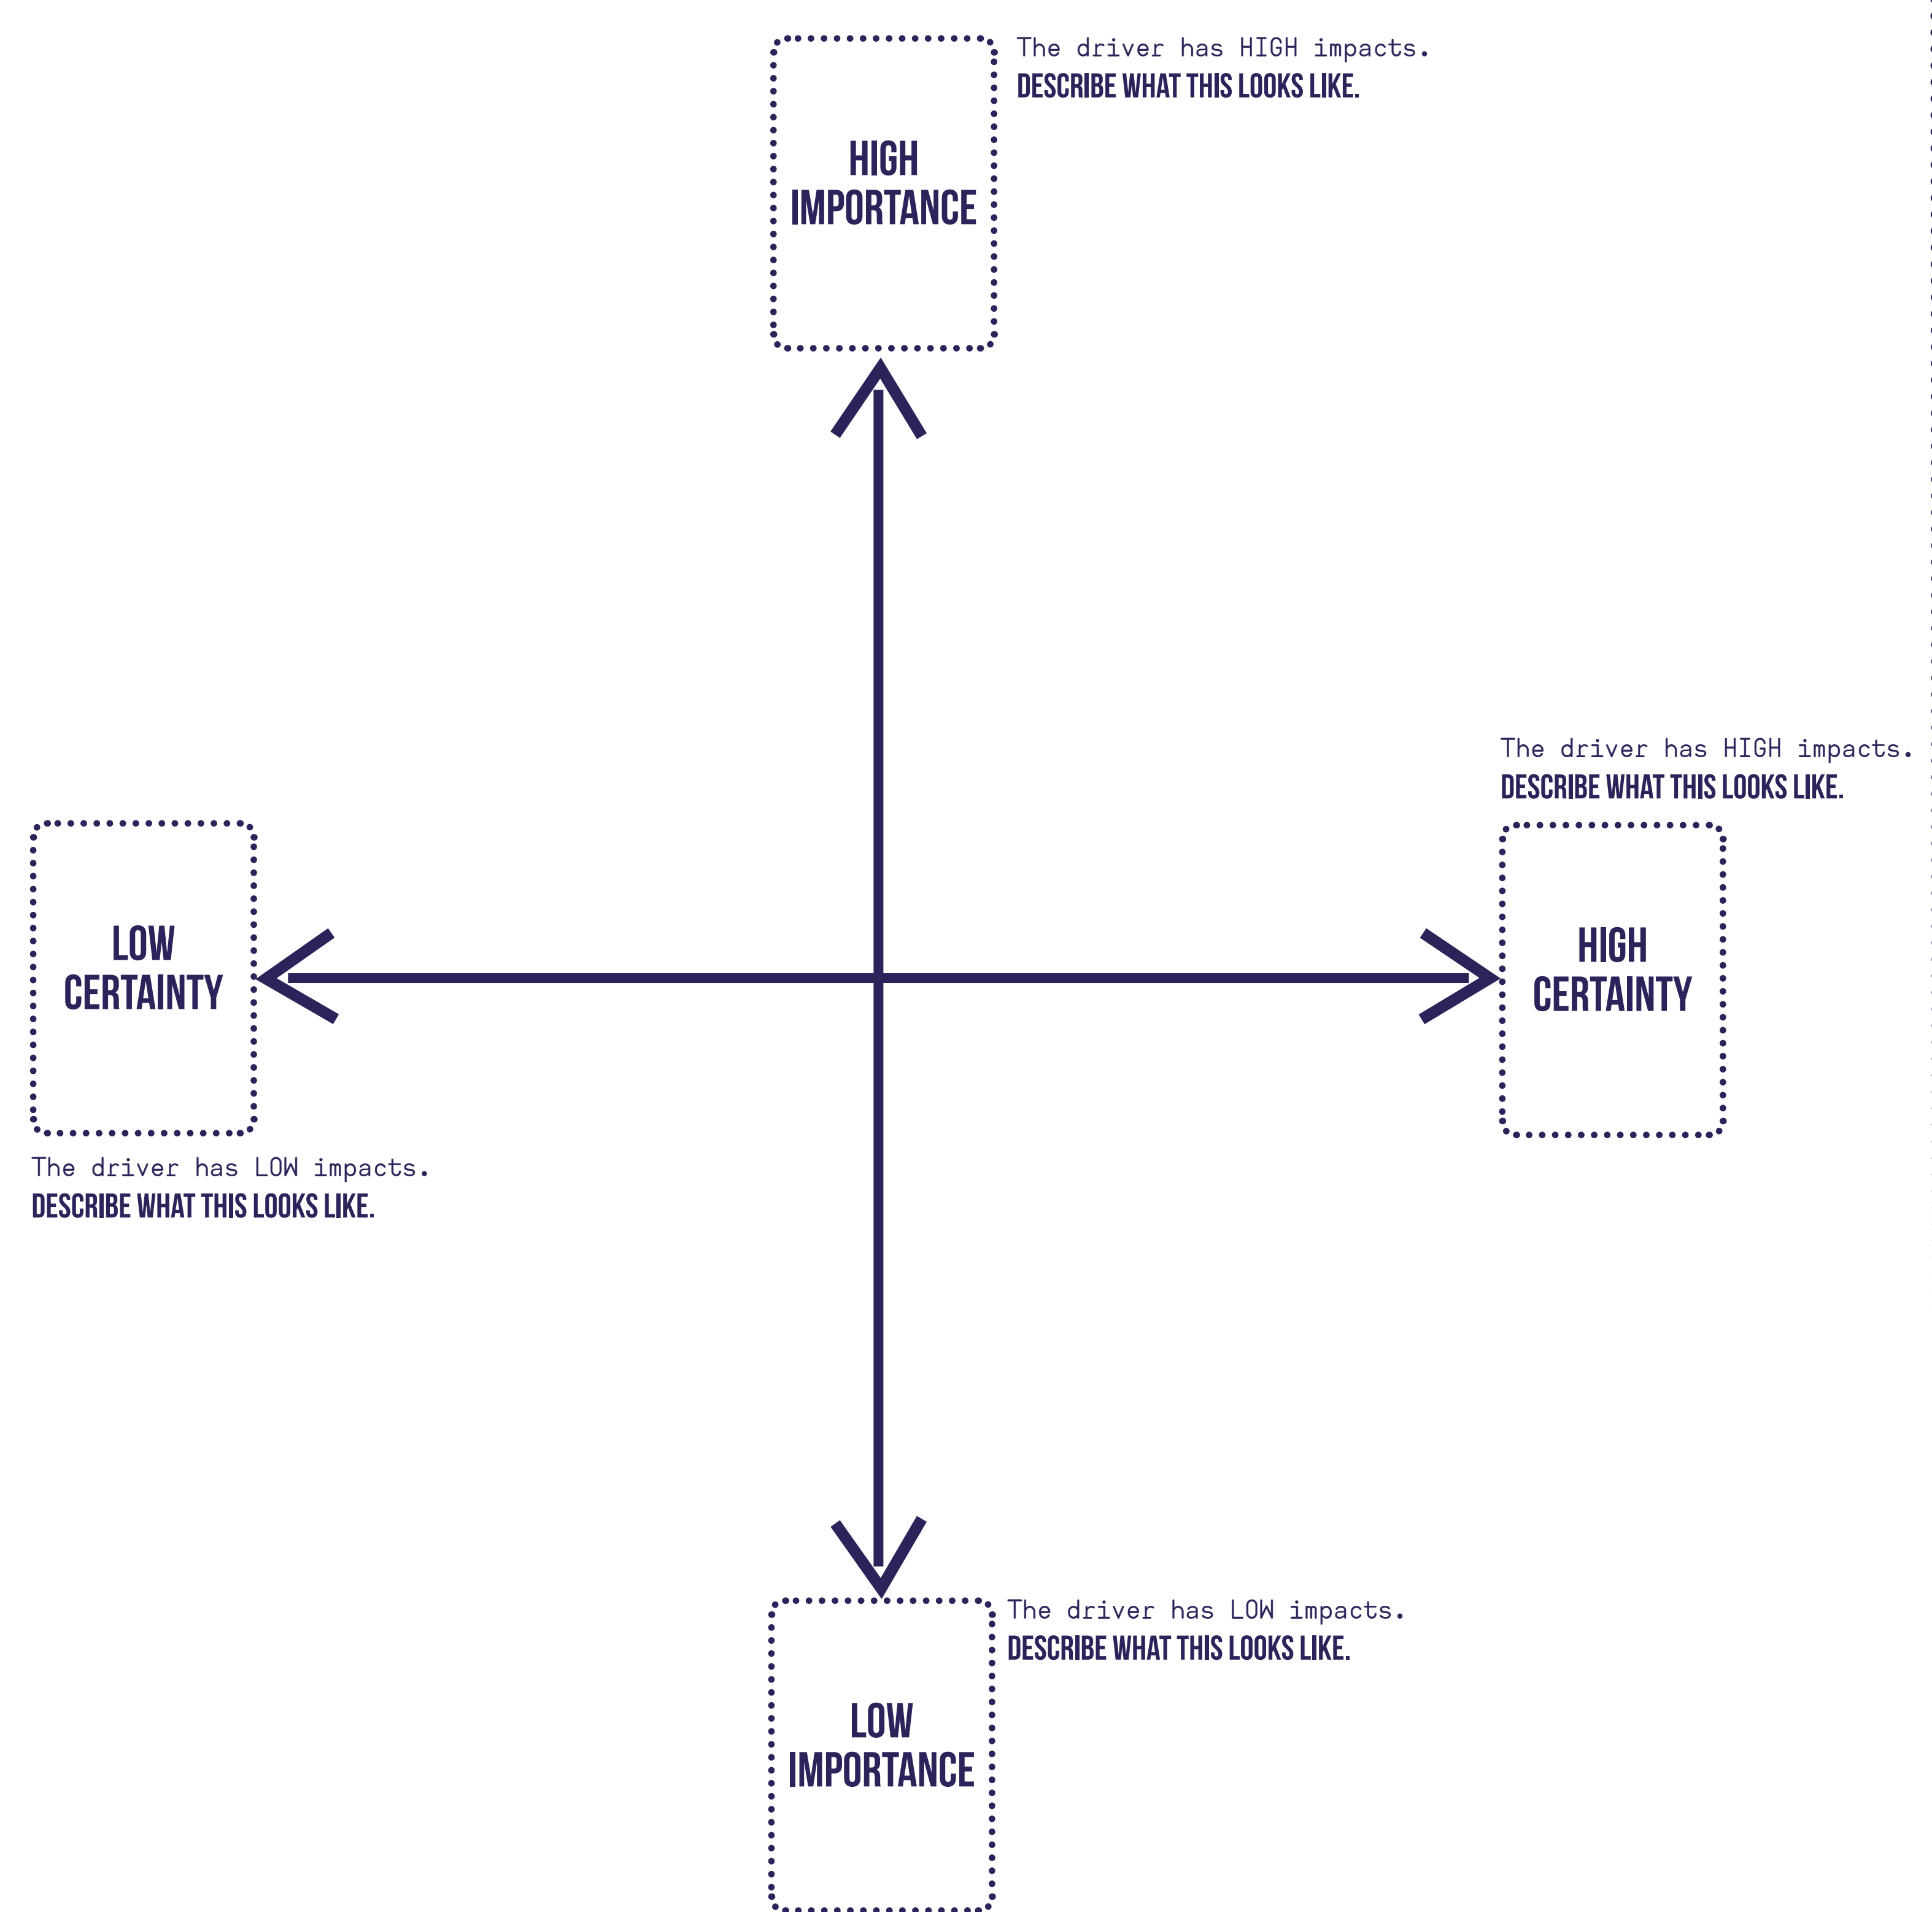 The driver has HIGH impacts.
DESCRIBE WHAT THIS LOOKS LIKE.
HIGH
IMPORTANCE
The driver has HIGH impacts.
DESCRIBE WHAT THIS LOOKS LIKE.
LOW
CERTAINTY
HIGH
CERTAINTY
The driver has LOW impacts.
DESCRIBE WHAT THIS LOOKS LIKE.
The driver has LOW impacts.
DESCRIBE WHAT THIS LOOKS LIKE.
LOW
IMPORTANCE